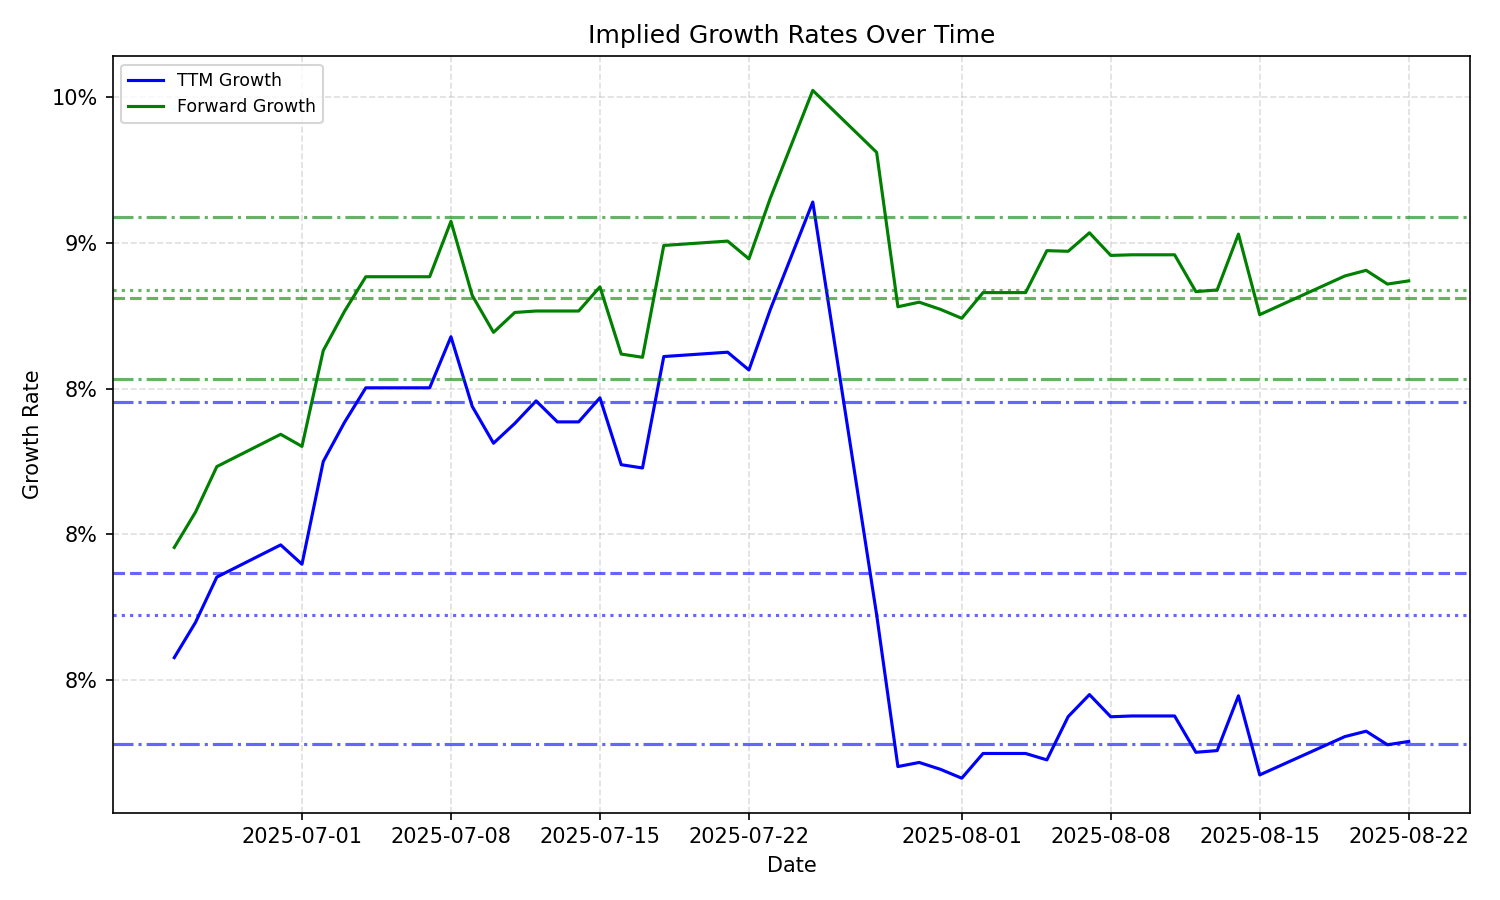 Implied Growth Rates Over Time
TTM Growth
Forward Growth
10%
9%
8%
8%
8%
Growth Rate
2025-07-01
2025-07-08
2025-07-15
2025-07-22
2025-08-01
2025-08-08
2025-08-15
2025-08-22
Date